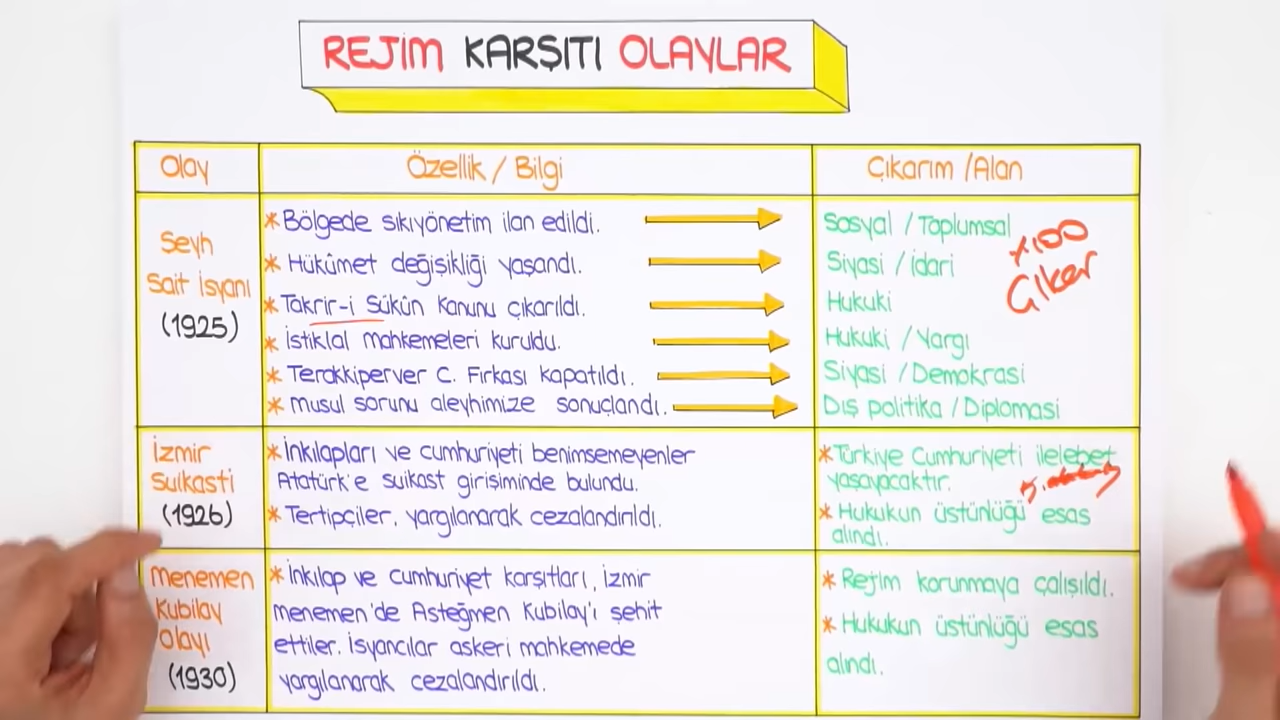 REJİM KARŞITI OLAYLAR
Olay
Özellik / Bilgi
Çıkarım /Alan
Şeyh
Sait İsyanı
(1925)
* Bölgede sıkıyönetim ilan edildi.
* Hükûmet değişikliği yaşandı.
* Takrir-i Sükûn Kanunu çıkarıldı.
* İstiklal mahkemeleri kuruldu.
* Terakkiperver C. Fırkası kapatıldı.
* Musul sorunu aleyhimize sonuçlandı.
Sosyal / Toplumsal
Siyasi / İdari
Hukuki
Hukuki / Yargı
Siyasi / Demokrasi
Dış politika / Diplomasi
+100
Çıker
İzmir
Suikasti
(1926)
* İnkılapları ve cumhuriyeti benimsemeyenler
Atatürk'e suikast girişiminde bulundu.
* Tertipçiler, yargılanarak cezalandırıldı.
* Türkiye Cumhuriyeti ilelebet
yaşayacaktır.
* Hukukun üstünlüğü esas
alındı.
Menemen
Kubilay
Olayı
(1930)
* İnkılap ve cumhuriyet karşıtları, İzmir
Menemen'de Asteğmen Kubilay'ı şehit
ettiler. İsyancılar askeri mahkemede
yargılanarak cezalandırıldı.
* Rejim korunmaya çalışıldı.
* Hukukun üstünlüğü esas
alındı.